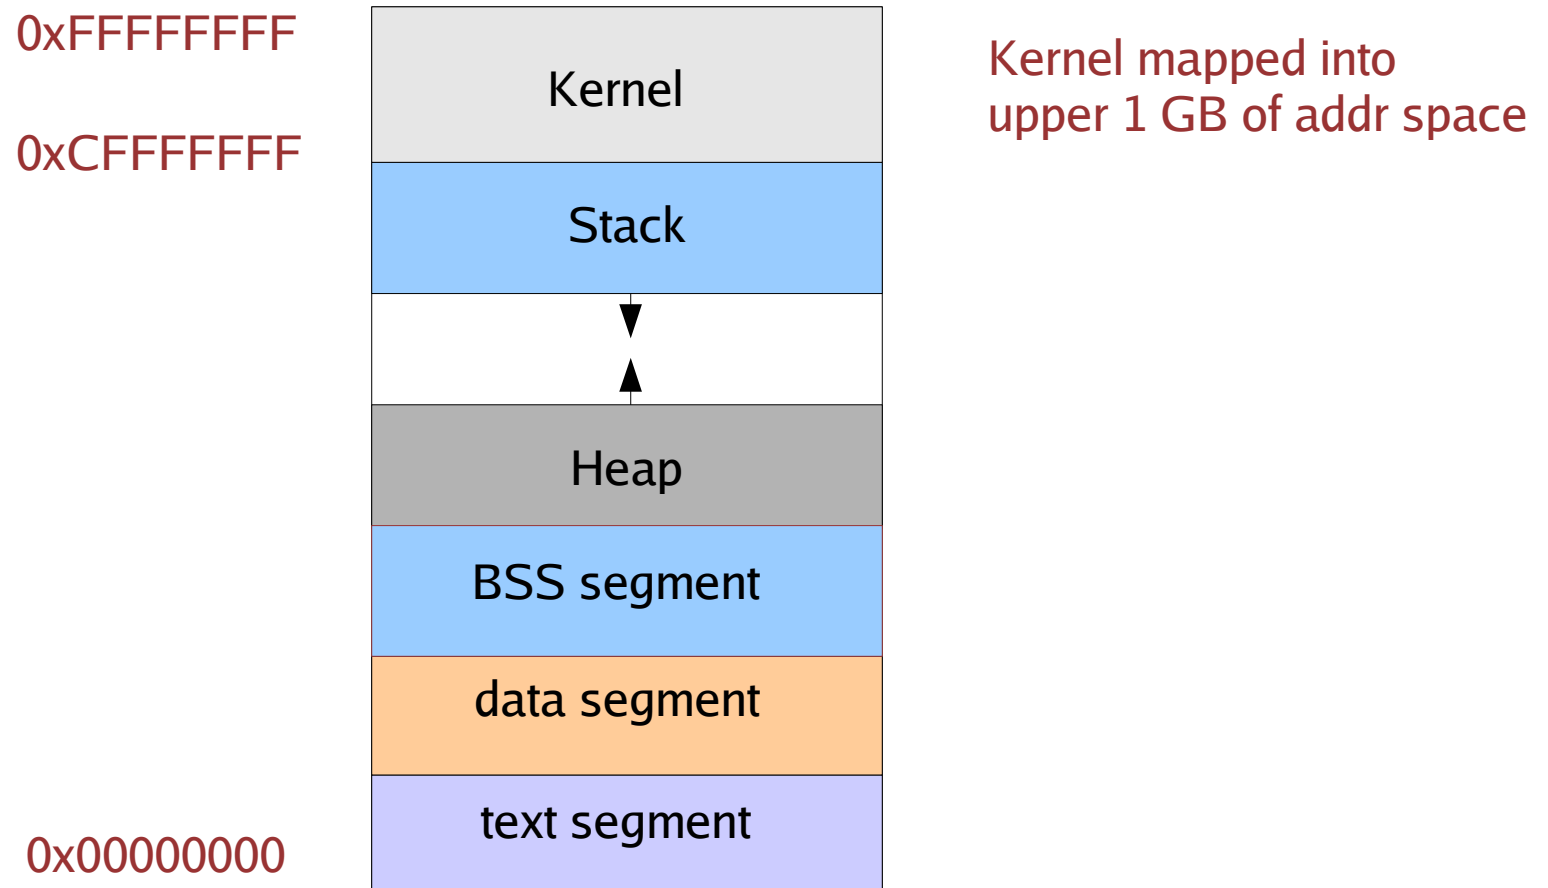 0xFFFFFFFF
Kernel
Kernel mapped into
upper 1 GB of addr space
0xCFFFFFFF
Stack
Heap
BSS segment
data segment
text segment
0x00000000